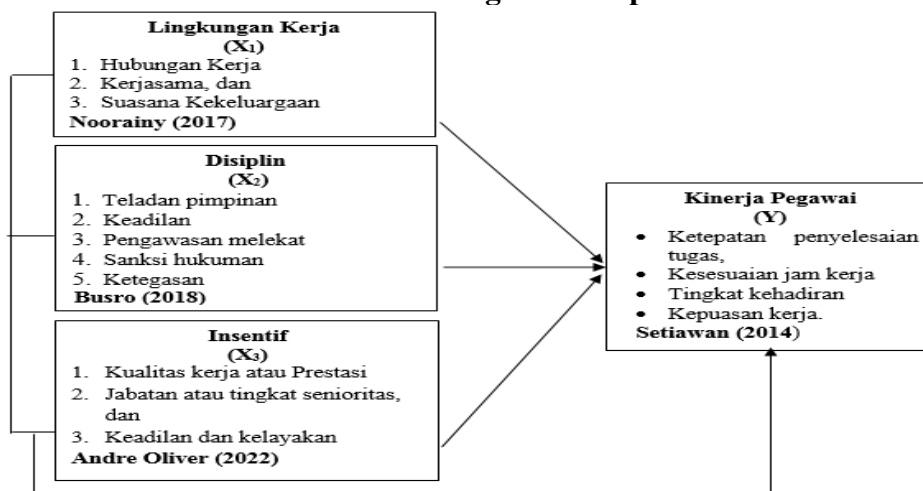 Lingkungan Kerja
(X₁)
1. Hubungan Kerja
2. Kerjasama, dan
3. Suasana Kekeluargaan
Noorainy (2017)
Disiplin
(X₂)
1. Teladan pimpinan
2. Keadilan
3. Pengawasan melekat
4. Sanksi hukuman
5. Ketegasan
Busro (2018)
Insentif
(X₃)
1. Kualitas kerja atau Prestasi
2. Jabatan atau tingkat senioritas,
dan
3. Keadilan dan kelayakan
Andre Oliver (2022)
Kinerja Pegawai
(Y)
• Ketepatan penyelesaian
tugas,
• Kesesuaian jam kerja
• Tingkat kehadiran
• Kepuasan kerja.
Setiawan (2014)